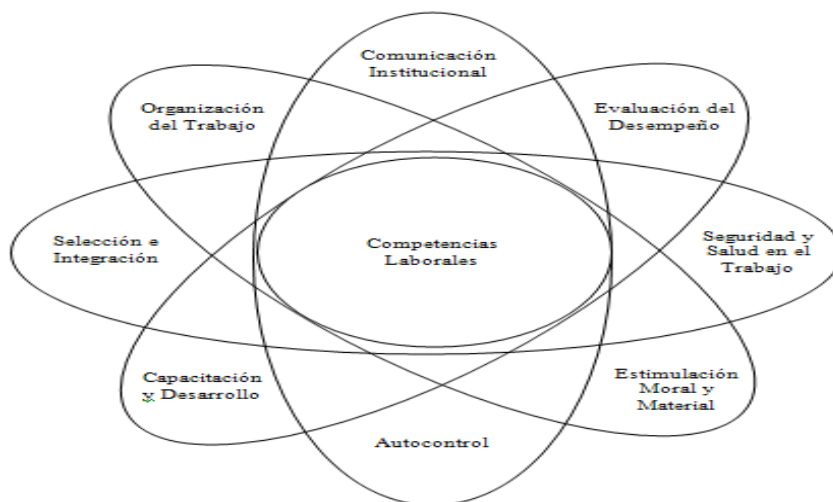 Comunicación
Institucional
Organización
del Trabajo
Evaluación del
Desempeño
Selección e
Integración
Competencias
Laborales
Seguridad y
Salud en el
Trabajo
Capacitación
y Desarrollo
Estimulación
Moral y
Material
Autocontrol